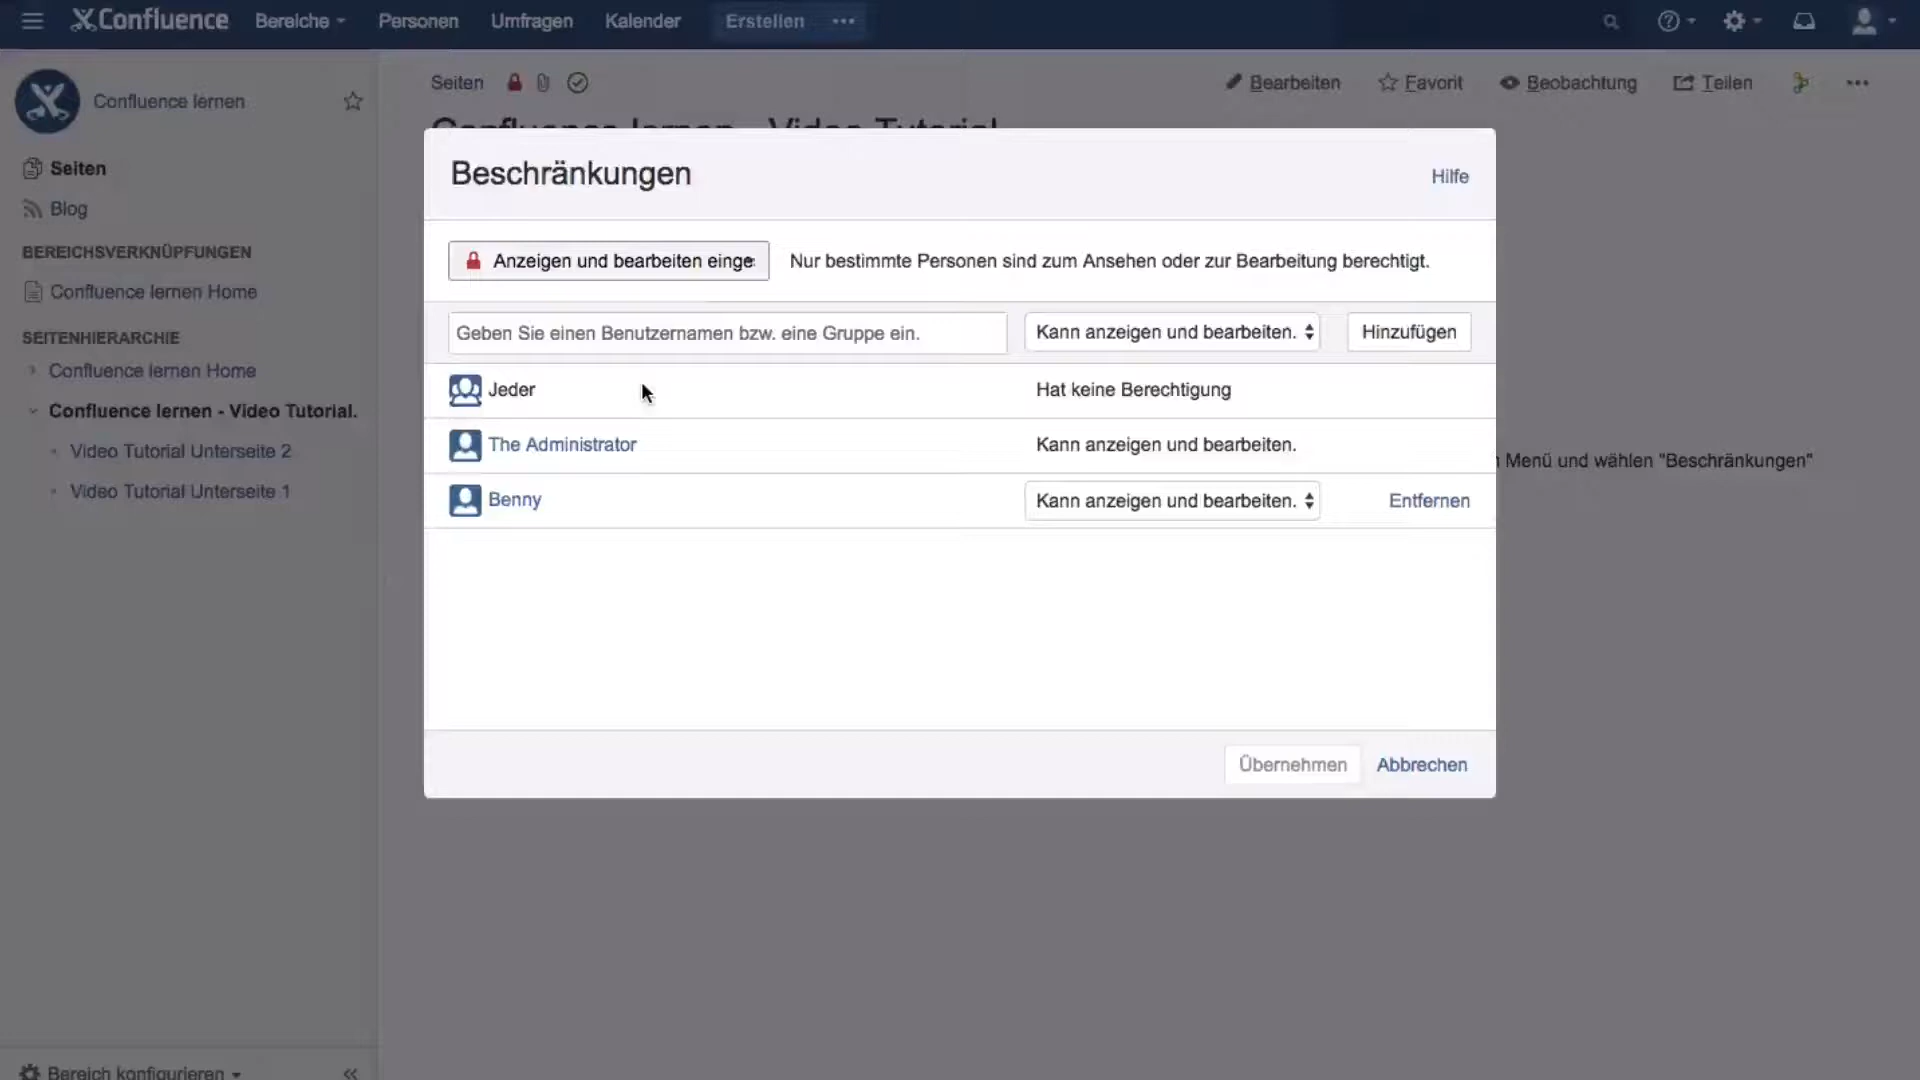 Confluence Bereiche Personen Umfragen Kalender Erstellen •••
Confluence lernen
Seiten
Blog
BEREICHSVERKNÜPFUNGEN
Confluence lernen Home
SEITENHIERARCHIE
Confluence lernen Home
Confluence lernen - Video Tutorial.
Video Tutorial Unterseite 2
Video Tutorial Unterseite 1
Bereich konfigurieren
Seiten
Bearbeiten Favorit Beobachtung Teilen •••
Confluence lernen - Video Tutorial
Menü und wählen "Beschränkungen"
Beschränkungen
Hilfe
Anzeigen und bearbeiten einge
Nur bestimmte Personen sind zum Ansehen oder zur Bearbeitung berechtigt.
Geben Sie einen Benutzernamen bzw. eine Gruppe ein. Kann anzeigen und bearbeiten. Hinzufügen
Jeder Hat keine Berechtigung
The Administrator Kann anzeigen und bearbeiten.
Benny Kann anzeigen und bearbeiten. Entfernen
Übernehmen Abbrechen